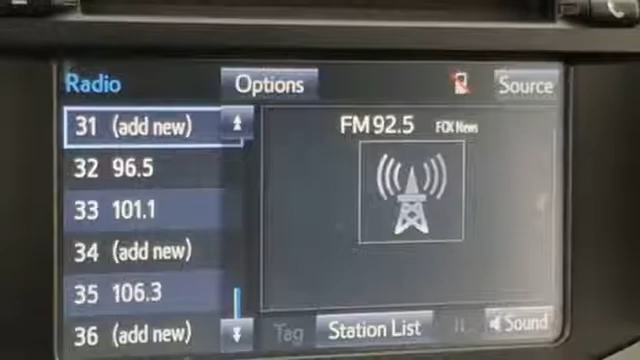 Radio
Options
Source
31 (add new)
32 96.5
33 101.1
34 (add new)
35 106.3
36 (add new)
FM 92.5 FOX News
Tag
Station List
Sound